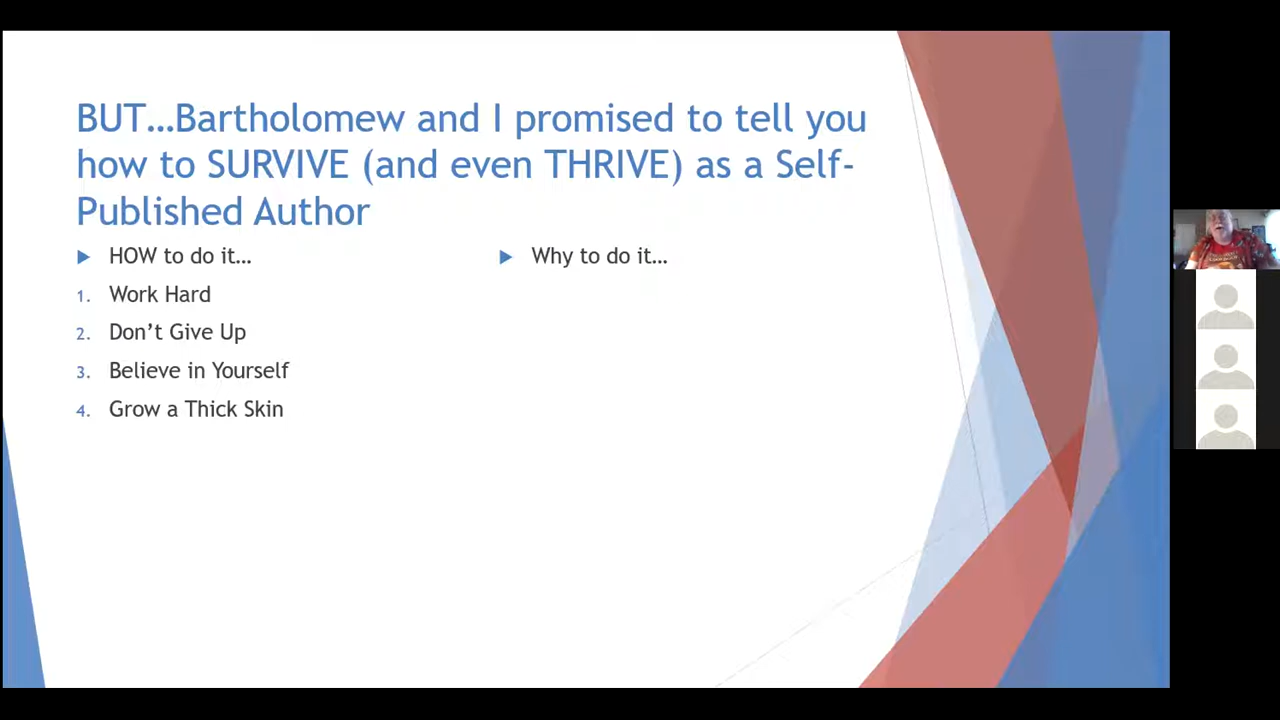 BUT…Bartholomew and I promised to tell you
how to SURVIVE (and even THRIVE) as a Self-
Published Author
HOW to do it…
1. Work Hard
2. Don’t Give Up
3. Believe in Yourself
4. Grow a Thick Skin
Why to do it…